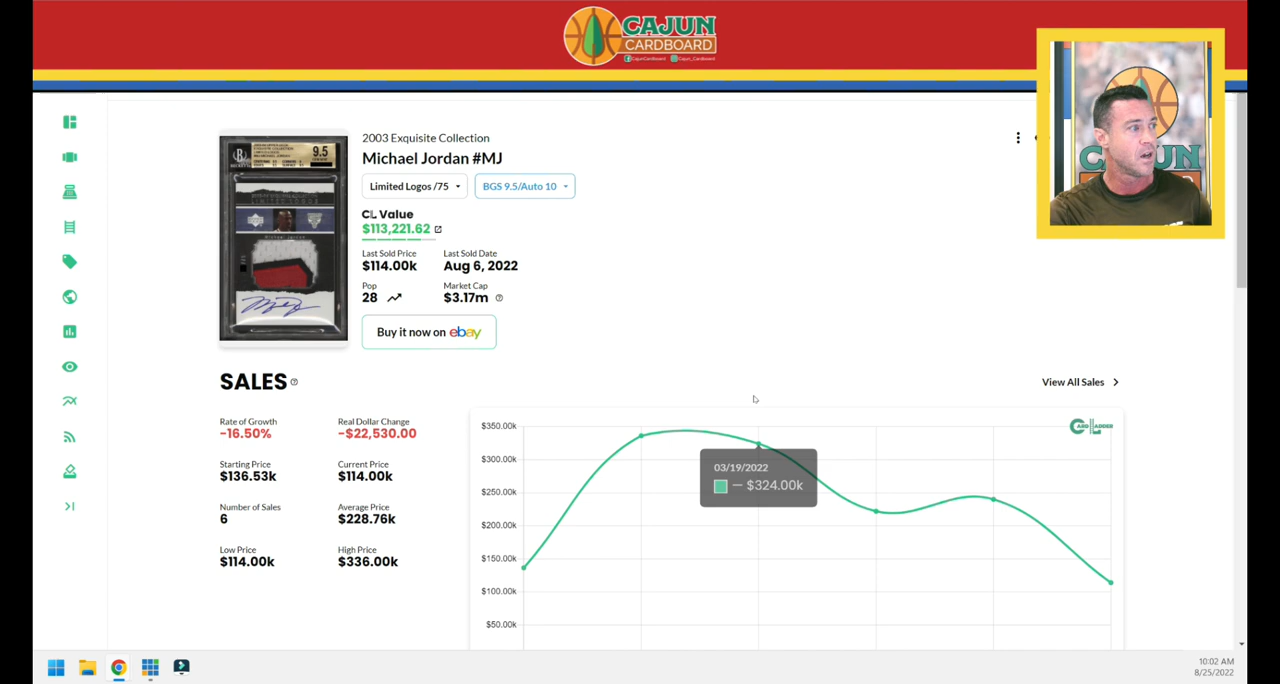 CAJUN
CARDBOARD
CajunCardboard Cajun_Cardboard
CAJUN
2003 Exquisite Collection
Michael Jordan #MJ
Limited Logos /75
BGS 9.5/Auto 10
CL Value
$113,221.62
Last Sold Price
$114.00k
Last Sold Date
Aug 6, 2022
Pop
28
Market Cap
$3.17m
Buy it now on ebay
9.5
SALES
View All Sales
Rate of Growth
-16.50%
Real Dollar Change
-$22,530.00
Starting Price
$136.53k
Current Price
$114.00k
Number of Sales
6
Average Price
$228.76k
Low Price
$114.00k
High Price
$336.00k
$350.00k
$300.00k
$250.00k
$200.00k
$150.00k
$100.00k
$50.00k
03/19/2022
— $324.00k
10:02 AM
8/25/2022